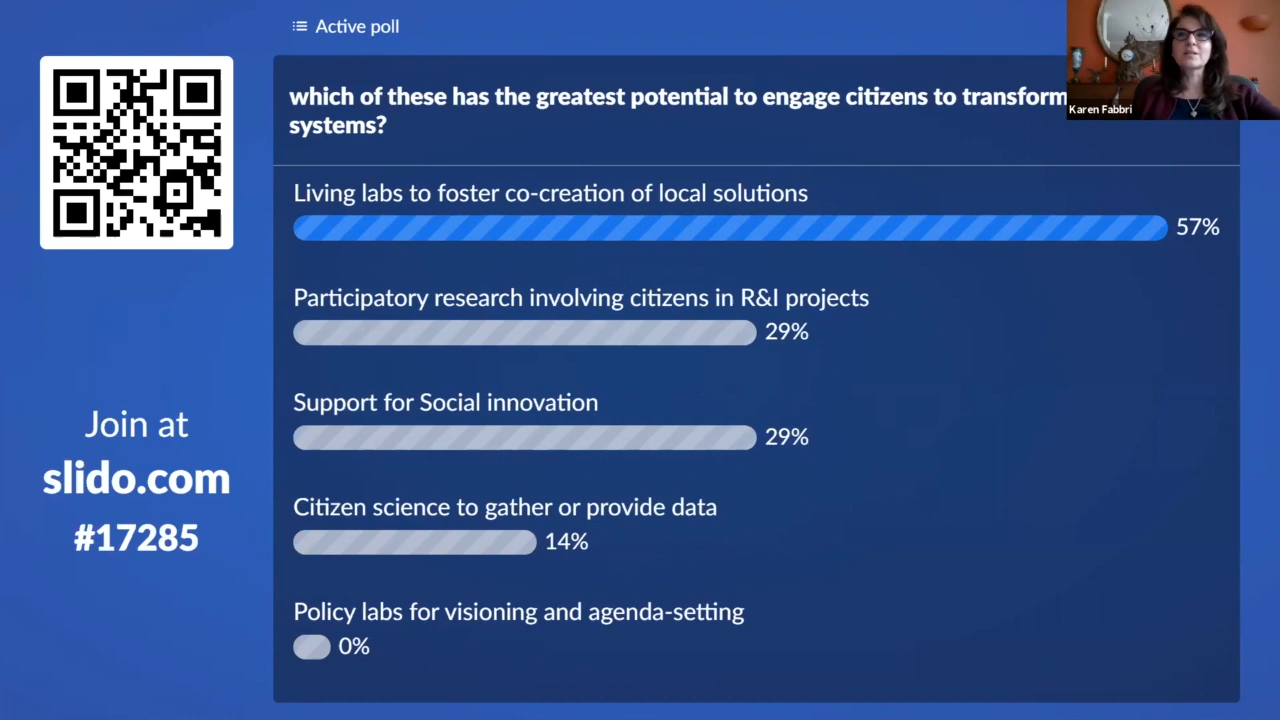 Active poll
which of these has the greatest potential to engage citizens to transform
systems?
Karen Fabbri
Living labs to foster co-creation of local solutions
57%
Participatory research involving citizens in R&I projects
29%
Support for Social innovation
29%
Citizen science to gather or provide data
14%
Policy labs for visioning and agenda-setting
0%
Join at
slido.com
#17285